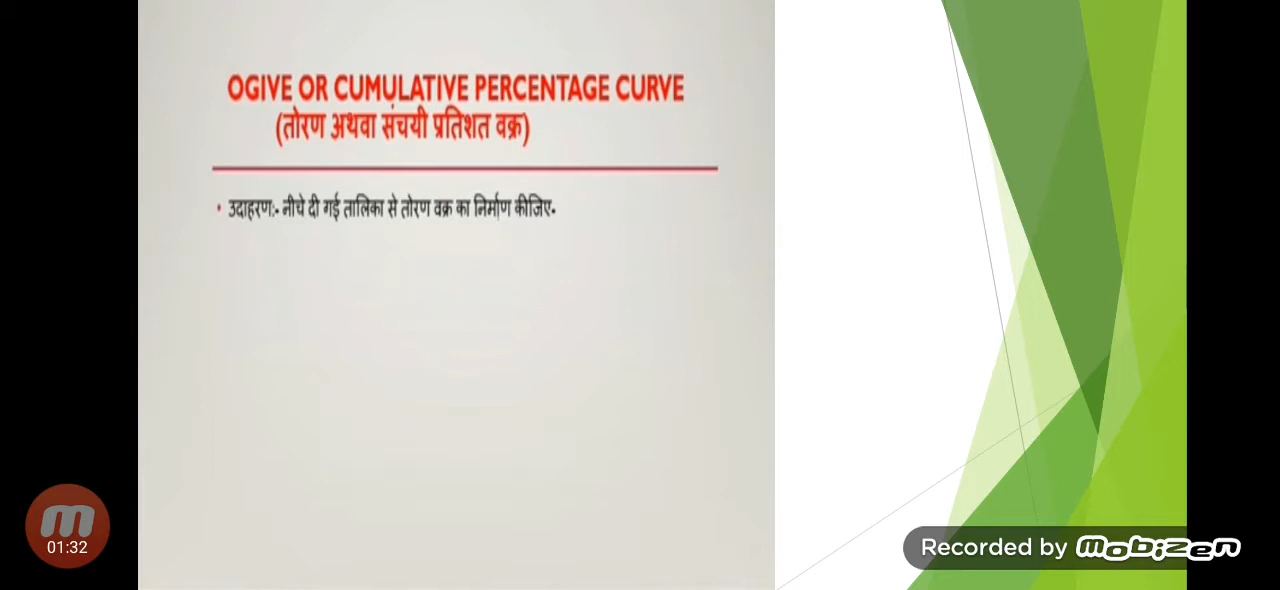 OGIVE OR CUMULATIVE PERCENTAGE CURVE
(तोरण अथवा संचयी प्रतिशत वक्र)
• उदाहरण:- नीचे दी गई तालिका से तोरण वक्र का निर्माण कीजिए-
01:32
Recorded by Mobizen